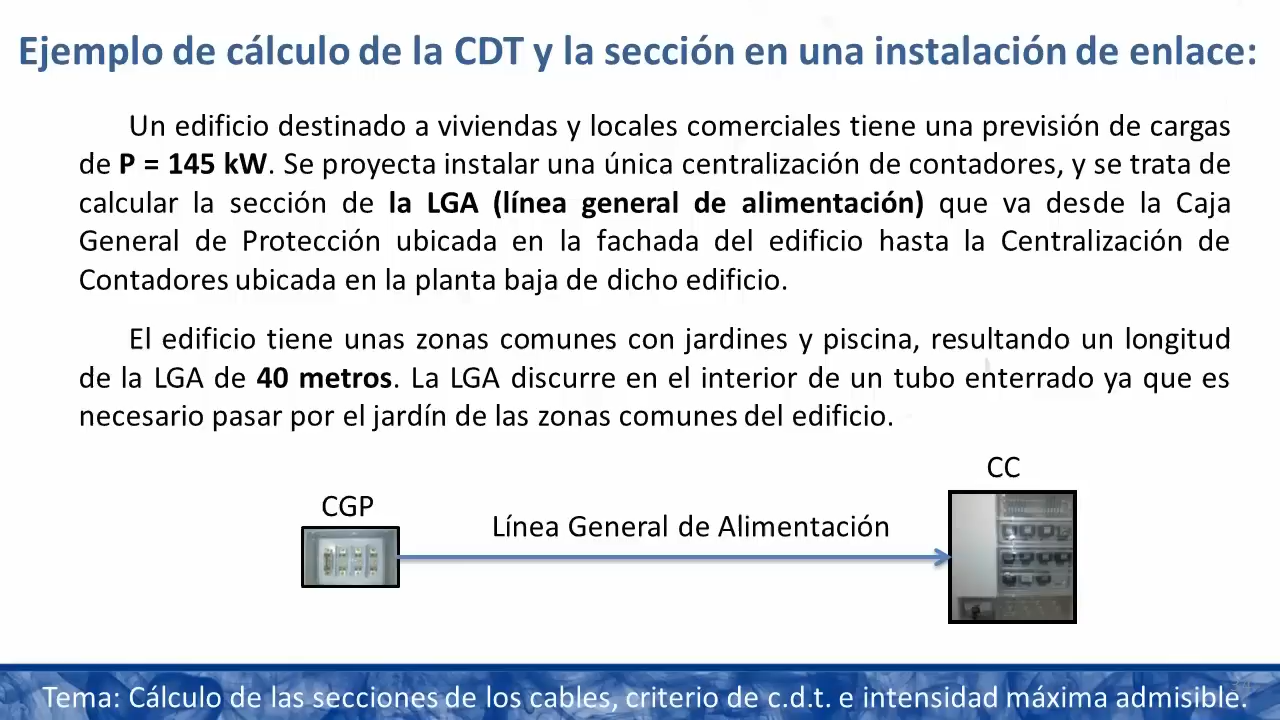 Ejemplo de cálculo de la CDT y la sección en una instalación de enlace:
Un edificio destinado a viviendas y locales comerciales tiene una previsión de cargas
de P = 145 kW. Se proyecta instalar una única centralización de contadores, y se trata de
calcular la sección de la LGA (línea general de alimentación) que va desde la Caja
General de Protección ubicada en la fachada del edificio hasta la Centralización de
Contadores ubicada en la planta baja de dicho edificio.
El edificio tiene unas zonas comunes con jardines y piscina, resultando un longitud
de la LGA de 40 metros. La LGA discurre en el interior de un tubo enterrado ya que es
necesario pasar por el jardín de las zonas comunes del edificio.
CC
CGP
Línea General de Alimentación
Tema: Cálculo de las secciones de los cables, criterio de c.d.t. e intensidad máxima admisible.